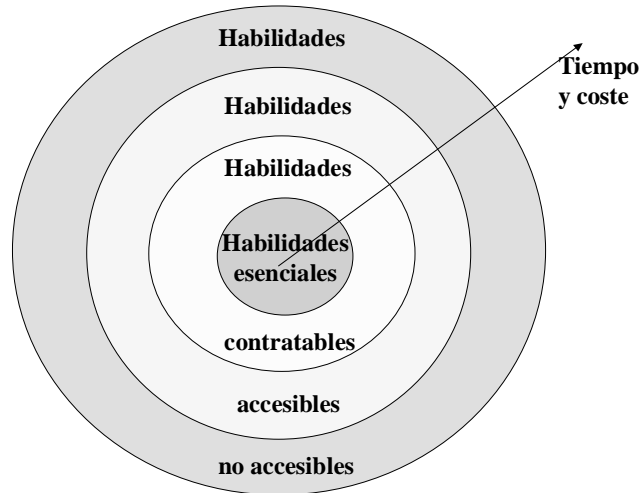 Habilidades
Tiempo
y coste
Habilidades
Habilidades
Habilidades
esenciales
contratables
accesibles
no accesibles